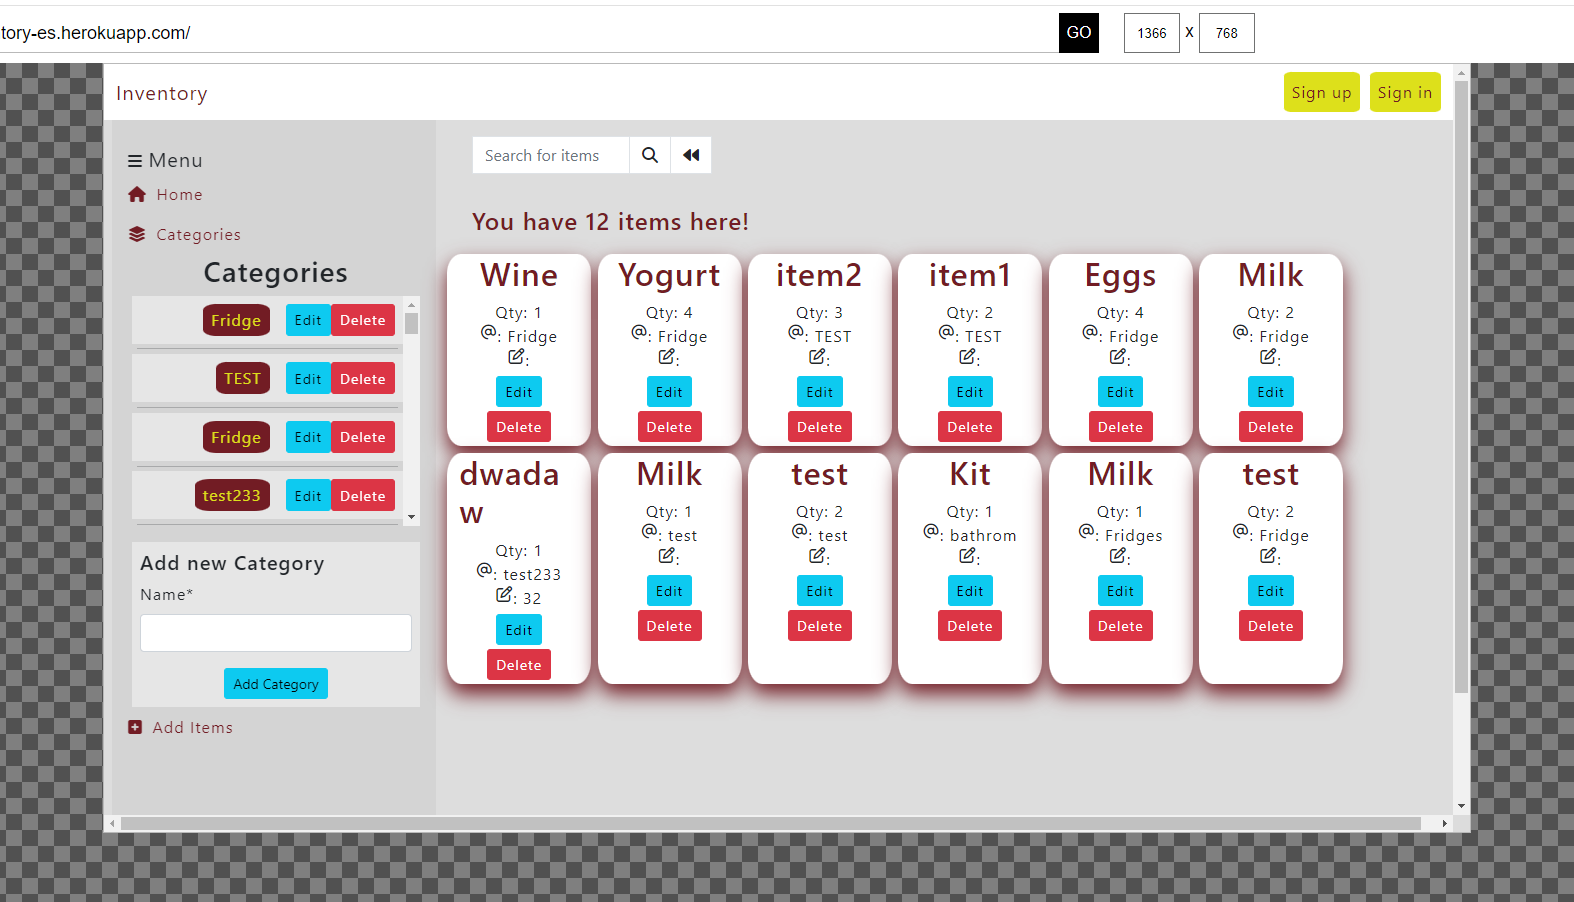 tory-es.herokuapp.com/
GO
1366 x 768
Inventory
Sign up
Sign in
Menu
Home
Categories
Categories
Fridge Edit Delete
TEST Edit Delete
Fridge Edit Delete
test233 Edit Delete
Add new Category
Name*
Add Category
Add Items
Search for items
You have 12 items here!
Wine
Qty: 1
@: Fridge
:
Edit
Delete
Yogurt
Qty: 4
@: Fridge
:
Edit
Delete
item2
Qty: 3
@: TEST
:
Edit
Delete
item1
Qty: 2
@: TEST
:
Edit
Delete
Eggs
Qty: 4
@: Fridge
:
Edit
Delete
Milk
Qty: 2
@: Fridge
:
Edit
Delete
dwada
w
Qty: 1
@: test233
: 32
Edit
Delete
Milk
Qty: 1
@: test
:
Edit
Delete
test
Qty: 2
@: test
:
Edit
Delete
Kit
Qty: 1
@: bathrom
:
Edit
Delete
Milk
Qty: 1
@: Fridges
:
Edit
Delete
test
Qty: 2
@: Fridge
:
Edit
Delete